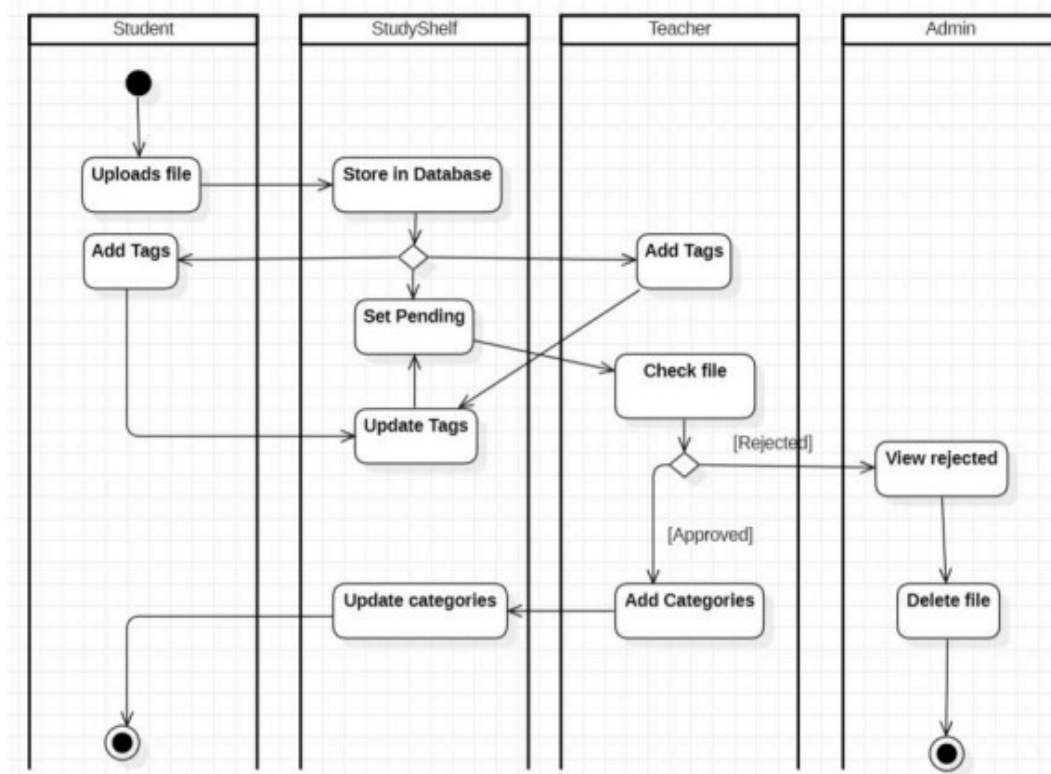 Student
StudyShelf
Teacher
Admin
Uploads file
Store in Database
Add Tags
Add Tags
Set Pending
Check file
Update Tags
[Rejected]
View rejected
[Approved]
Update categories
Add Categories
Delete file